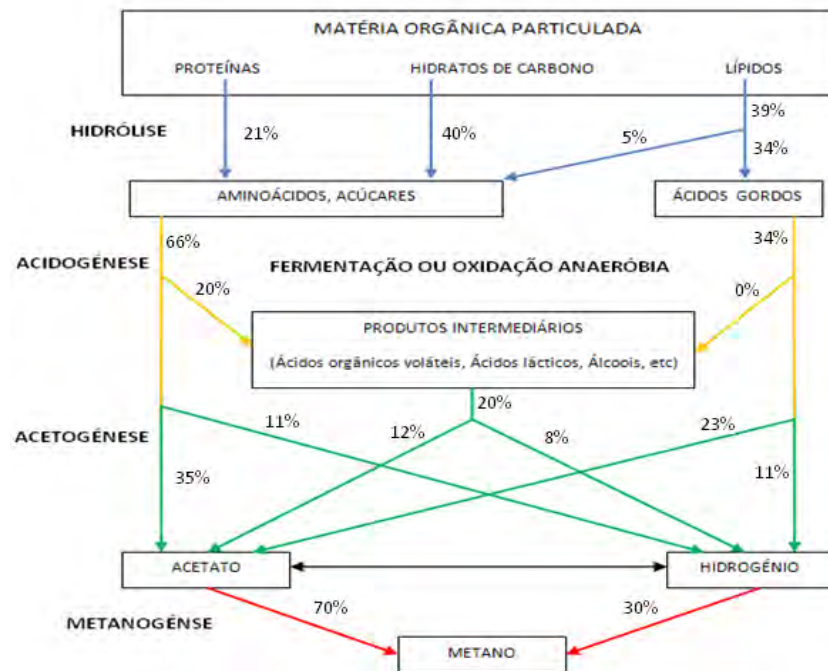 MATÉRIA ORGÂNICA PARTICULADA
PROTEÍNAS HIDRATOS DE CARBONO LÍPIDOS
39%
HIDRÓLISE 21% 40% 5% 34%
AMINOÁCIDOS, ACÚCARES ÁCIDOS GORDOS
66% 34%
ACIDOGÉNESE FERMENTAÇÃO OU OXIDAÇÃO ANAERÓBIA
20% 0%
PRODUTOS INTERMEDIÁRIOS
(Ácidos orgânicos voláteis, Ácidos lácticos, Álcoois, etc)
20%
ACETOGÉNESE 11% 12% 8% 23%
35% 11%
ACETATO HIDROGÉNIO
70% 30%
METANOGÉNSE
METANO